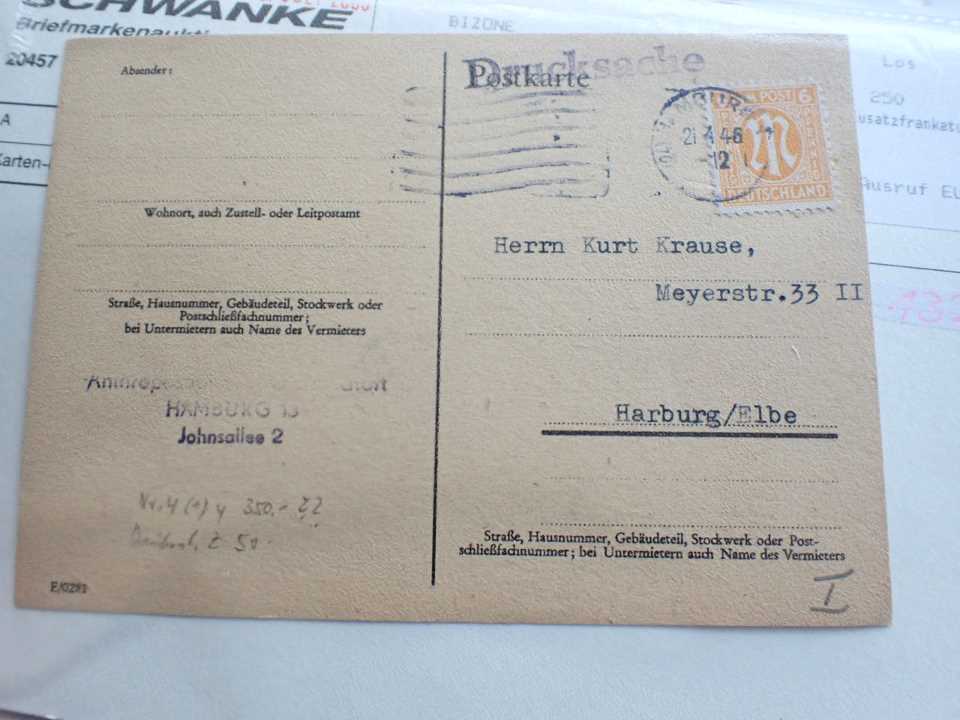 SCHWANKE
Briefmarkenaukti
20457
A
Karten-
BIZONE
Los
250
usatzfrankat
Ausruf EU
Absender:
Postkarte
Drucksache
21.4.46
-12
6
POST
DEUTSCHLAND
M
Wohnort, auch Zustell- oder Leitpostamt
Straße, Hausnummer, Gebäudeteil, Stockwerk oder
Postschließfachnummer;
bei Untermietern auch Name des Vermieters
HAMBURG 13
Johnsallee 2
Nr. 4 (*) y 350.-
E/0281
Herrn Kurt Krause,
Meyerstr.33 II
Harburg/Elbe
Straße, Hausnummer, Gebäudeteil, Stockwerk oder Post-
schließfachnummer; bei Untermietern auch Name des Vermieters
I